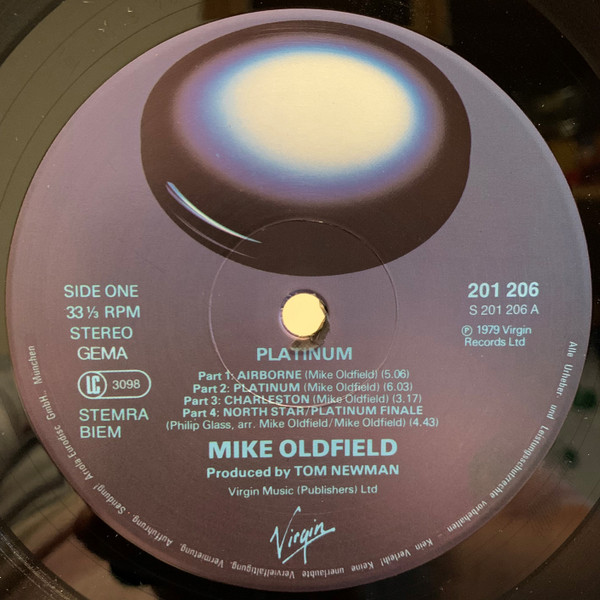 SIDE ONE
33 ⅓ RPM
STEREO
GEMA
LC 3098
STEMRA
BIEM
201 206
S 201 206 A
Ⓟ 1979 Virgin
Records Ltd
PLATINUM
Part 1: AIRBORNE (Mike Oldfield) (5.06)
Part 2: PLATINUM (Mike Oldfield) (6.03)
Part 3: CHARLESTON (Mike Oldfield) (3.17)
Part 4: NORTH STAR/PLATINUM FINALE
(Philip Glass, arr. Mike Oldfield/Mike Oldfield) (4.43)
MIKE OLDFIELD
Produced by TOM NEWMAN
Virgin Music (Publishers) Ltd
Virgin
Alle Urheber- und Leistungsschutzrechte vorbehalten – Kein Verleih! Keine unerlaubte Vervielfältigung, Vermietung, Aufführung, Sendung! Ariola Eurodisc GmbH., München